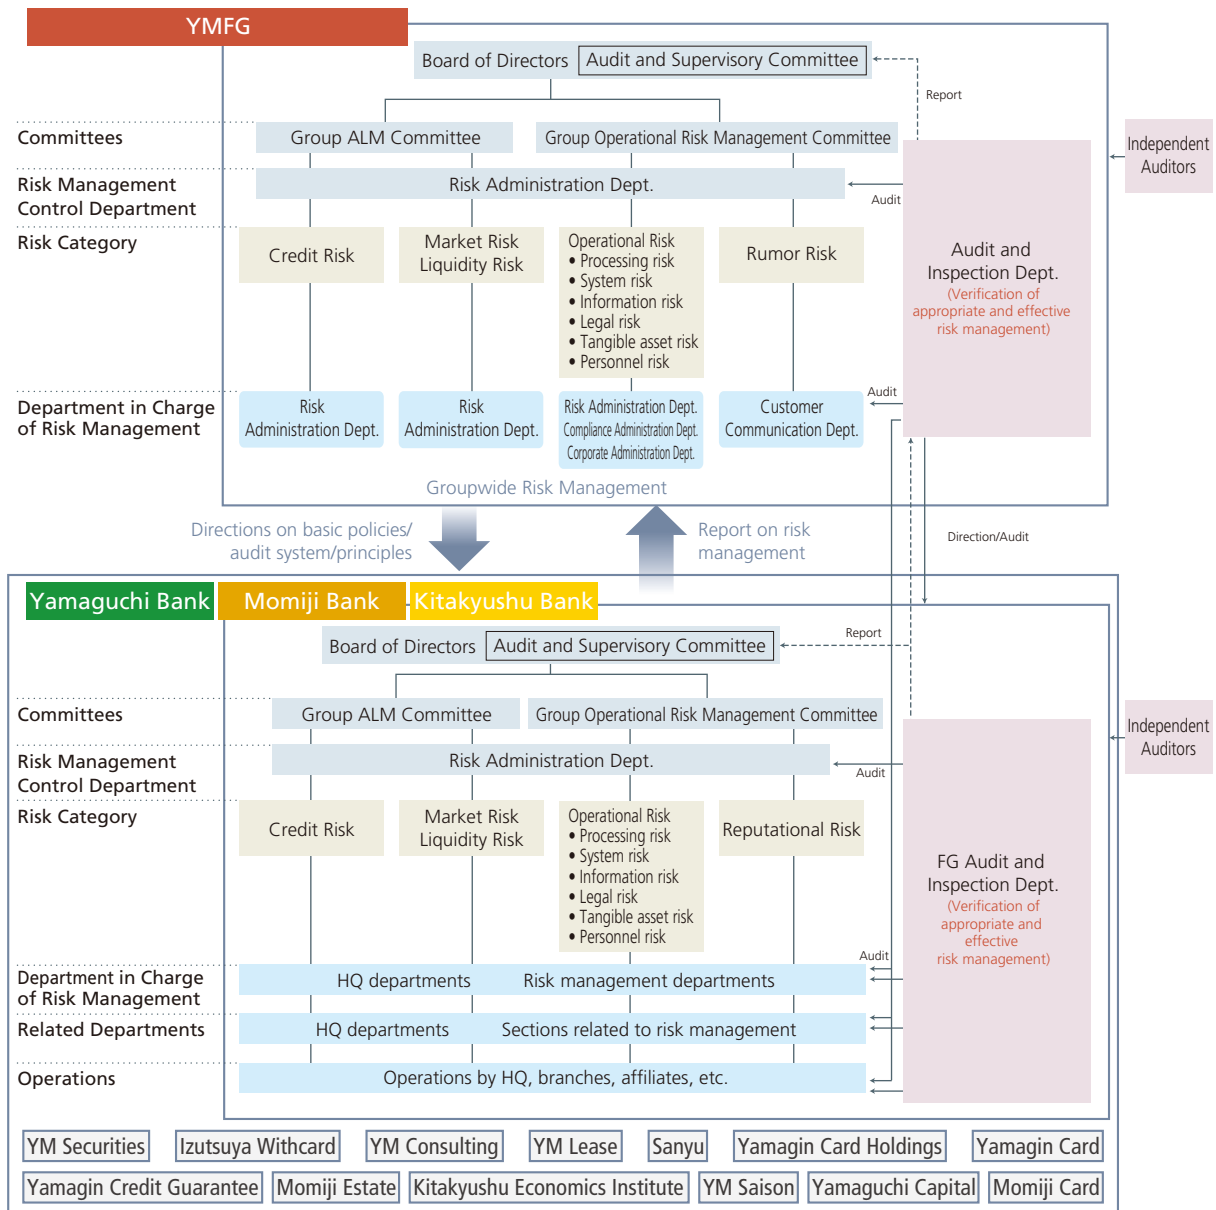 YMFG
Board of Directors
Audit and Supervisory Committee
Report
Committees
Group ALM Committee
Group Operational Risk Management Committee
Independent
Auditors
Risk Management
Control Department
Risk Administration Dept.
Audit
Risk Category
Credit Risk
Market Risk
Liquidity Risk
Operational Risk
• Processing risk
• System risk
• Information risk
• Legal risk
• Tangible asset risk
• Personnel risk
Rumor Risk
Audit and
Inspection Dept.
(Verification of
appropriate and effective
risk management)
Department in Charge
of Risk Management
Risk
Administration Dept.
Risk
Administration Dept.
Risk Administration Dept.
Compliance Administration Dept.
Corporate Administration Dept.
Customer
Communication Dept.
Audit
Groupwide Risk Management
Directions on basic policies/
audit system/principles
Report on risk
management
Direction/Audit
Yamaguchi Bank
Momiji Bank
Kitakyushu Bank
Board of Directors
Audit and Supervisory Committee
Report
Committees
Group ALM Committee
Group Operational Risk Management Committee
Independent
Auditors
Risk Management
Control Department
Risk Administration Dept.
Audit
Risk Category
Credit Risk
Market Risk
Liquidity Risk
Operational Risk
• Processing risk
• System risk
• Information risk
• Legal risk
• Tangible asset risk
• Personnel risk
Reputational Risk
FG Audit and
Inspection Dept.
(Verification of
appropriate and
effective
risk management)
Audit
Department in Charge
of Risk Management
HQ departments
Risk management departments
Related Departments
HQ departments
Sections related to risk management
Operations
Operations by HQ, branches, affiliates, etc.
YM Securities
Izutsuya Withcard
YM Consulting
YM Lease
Sanyu
Yamagin Card Holdings
Yamagin Card
Yamagin Credit Guarantee
Momiji Estate
Kitakyushu Economics Institute
YM Saison
Yamaguchi Capital
Momiji Card